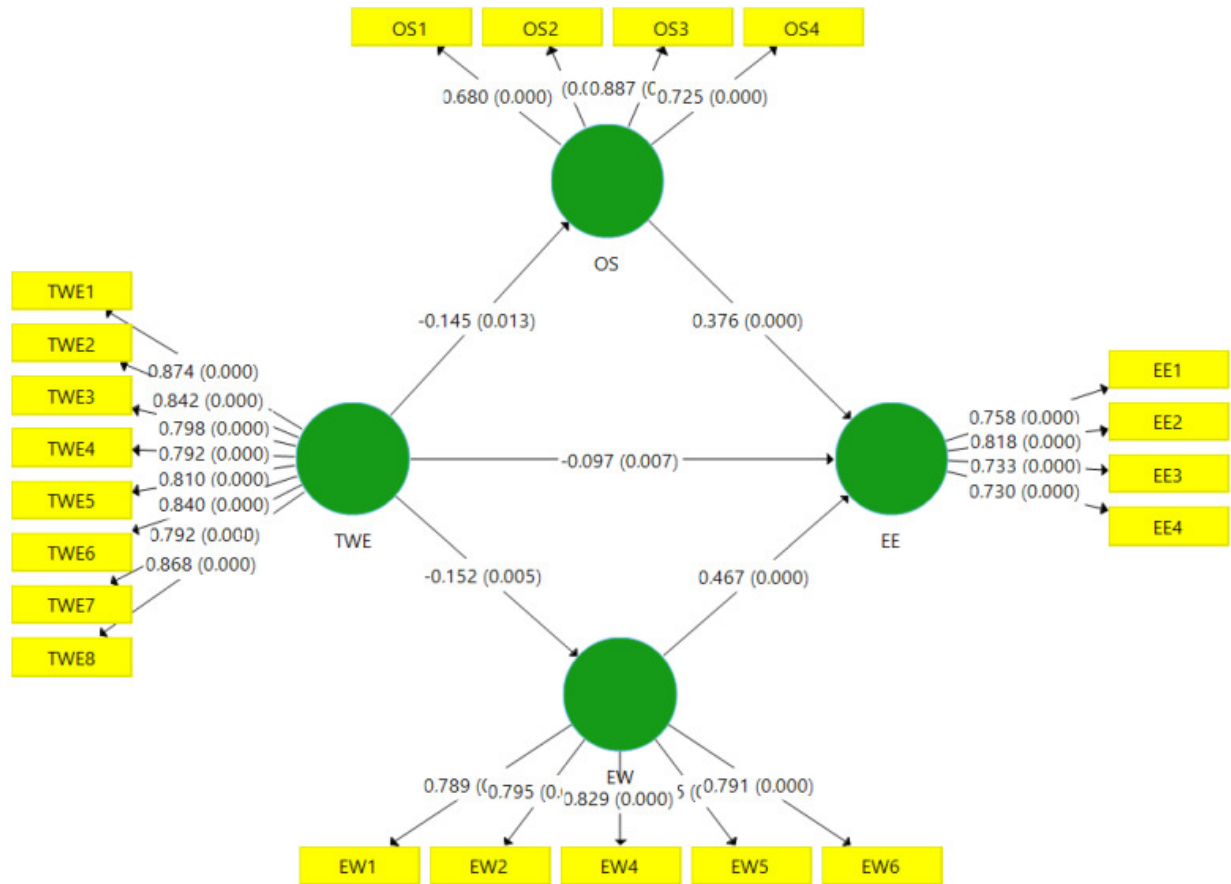 OS1 OS2 OS3 OS4
0.680 (0.000) 0.887 0.725 (0.000)
OS
TWE1
TWE2
TWE3
TWE4
TWE5
TWE6
TWE7
TWE8
0.874 (0.000)
0.842 (0.000)
0.798 (0.000)
0.792 (0.000)
0.810 (0.000)
0.840 (0.000)
0.792 (0.000)
0.868 (0.000)
TWE
-0.145 (0.013)
0.376 (0.000)
-0.097 (0.007)
-0.152 (0.005)
0.467 (0.000)
EE
0.758 (0.000)
0.818 (0.000)
0.733 (0.000)
0.730 (0.000)
EE1
EE2
EE3
EE4
EW
0.789 0.795 0.829 (0.000) 0.791 (0.000)
EW1 EW2 EW4 EW5 EW6